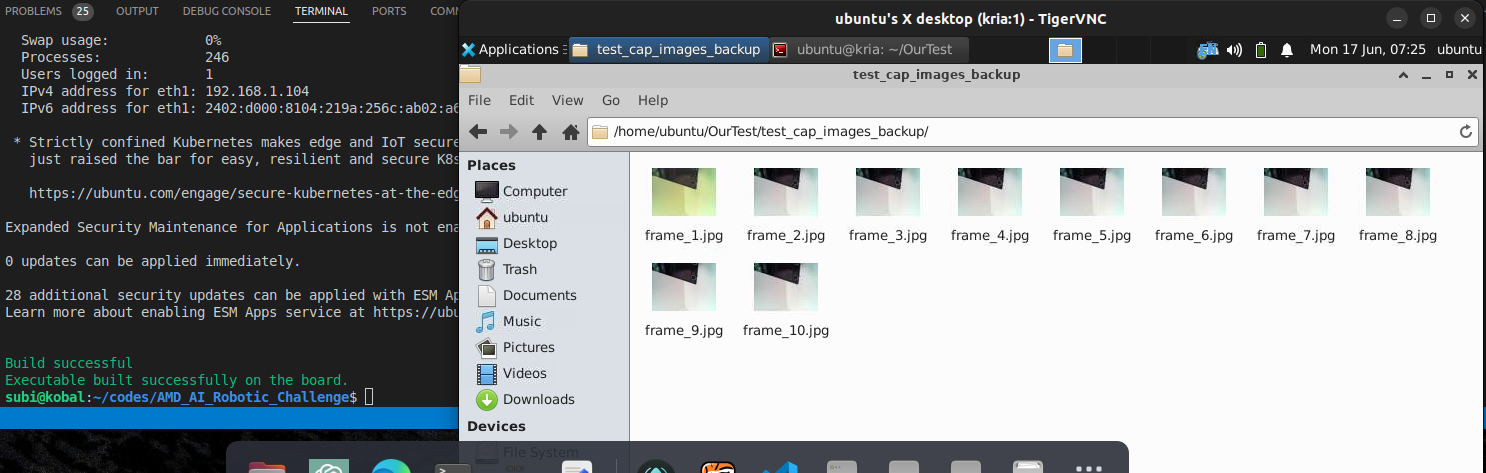 PROBLEMS 25 OUTPUT DEBUG CONSOLE TERMINAL PORTS COMM
Swap usage: 0%
Processes: 246
Users logged in: 1
IPv4 address for eth1: 192.168.1.104
IPv6 address for eth1: 2402:d000:8104:219a:256c:ab02:a6
* Strictly confined Kubernetes makes edge and IoT secure
just raised the bar for easy, resilient and secure K8s
https://ubuntu.com/engage/secure-kubernetes-at-the-edg
Expanded Security Maintenance for Applications is not ena
0 updates can be applied immediately.
28 additional security updates can be applied with ESM Ap
Learn more about enabling ESM Apps service at https://ubu
Build successful
Executable built successfully on the board.
subi@kobal:~/codes/AMD_AI_Robotic_Challenge$
ubuntu's X desktop (kria:1) - TigerVNC
Applications test_cap_images_backup ubuntu@kria: ~/OurTest Mon 17 Jun, 07:25 ubuntu
test_cap_images_backup
File Edit View Go Help
/home/ubuntu/OurTest/test_cap_images_backup/
Places
Computer
ubuntu
Desktop
Trash
Documents
Music
Pictures
Videos
Downloads
Devices
File System
frame_1.jpg frame_2.jpg frame_3.jpg frame_4.jpg frame_5.jpg frame_6.jpg frame_7.jpg frame_8.jpg
frame_9.jpg frame_10.jpg